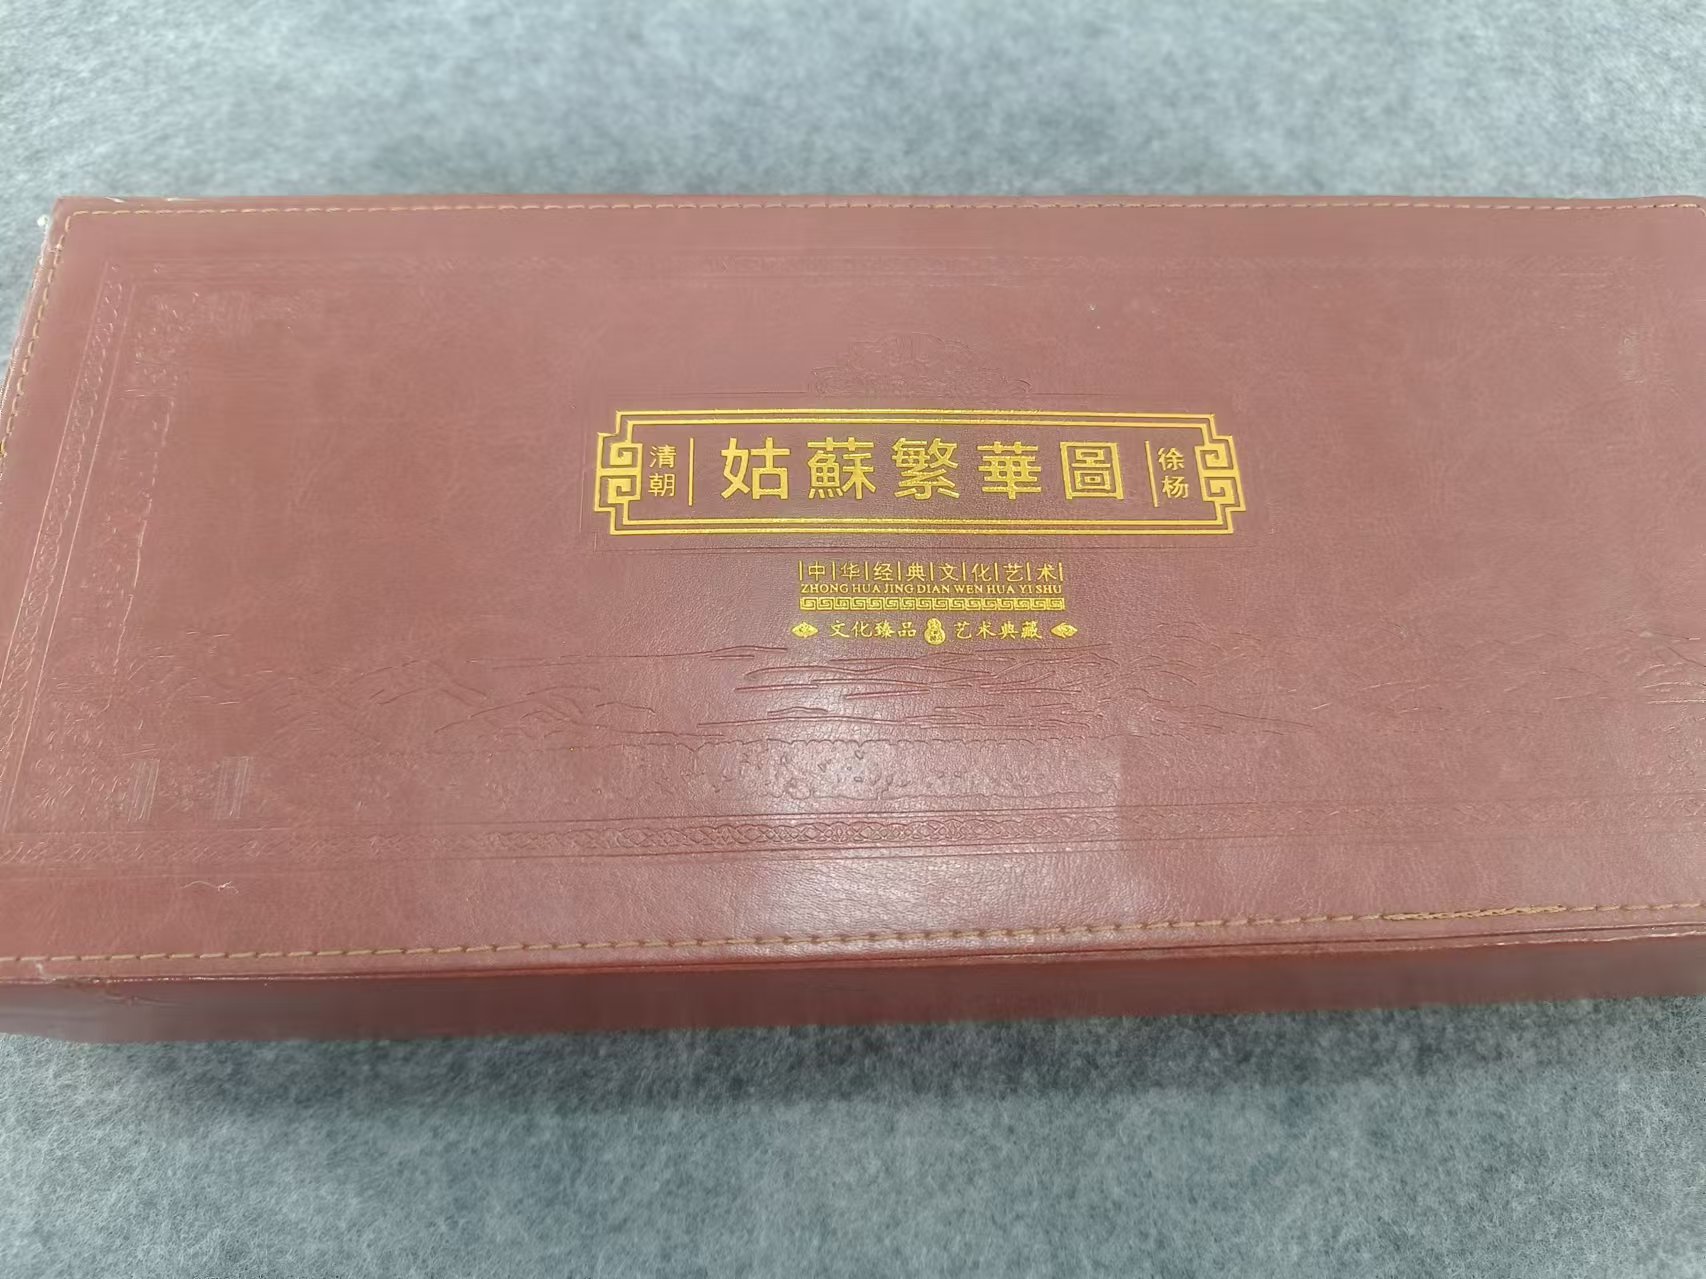 清朝 姑蘇繁華圖 徐杨
中华经典文化艺术
ZHONG HUA JING DIAN WEN HUA YI SHU
文化臻品 艺术典藏